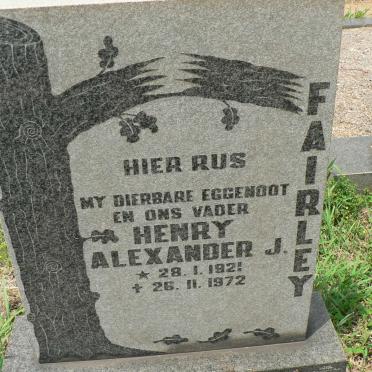 HIER RUS
MY DIERBARE EGGENOOT
EN ONS VADER
HENRY
ALEXANDER J.
* 28. 1. 1921
+ 26. 11. 1972
FAIRLEY